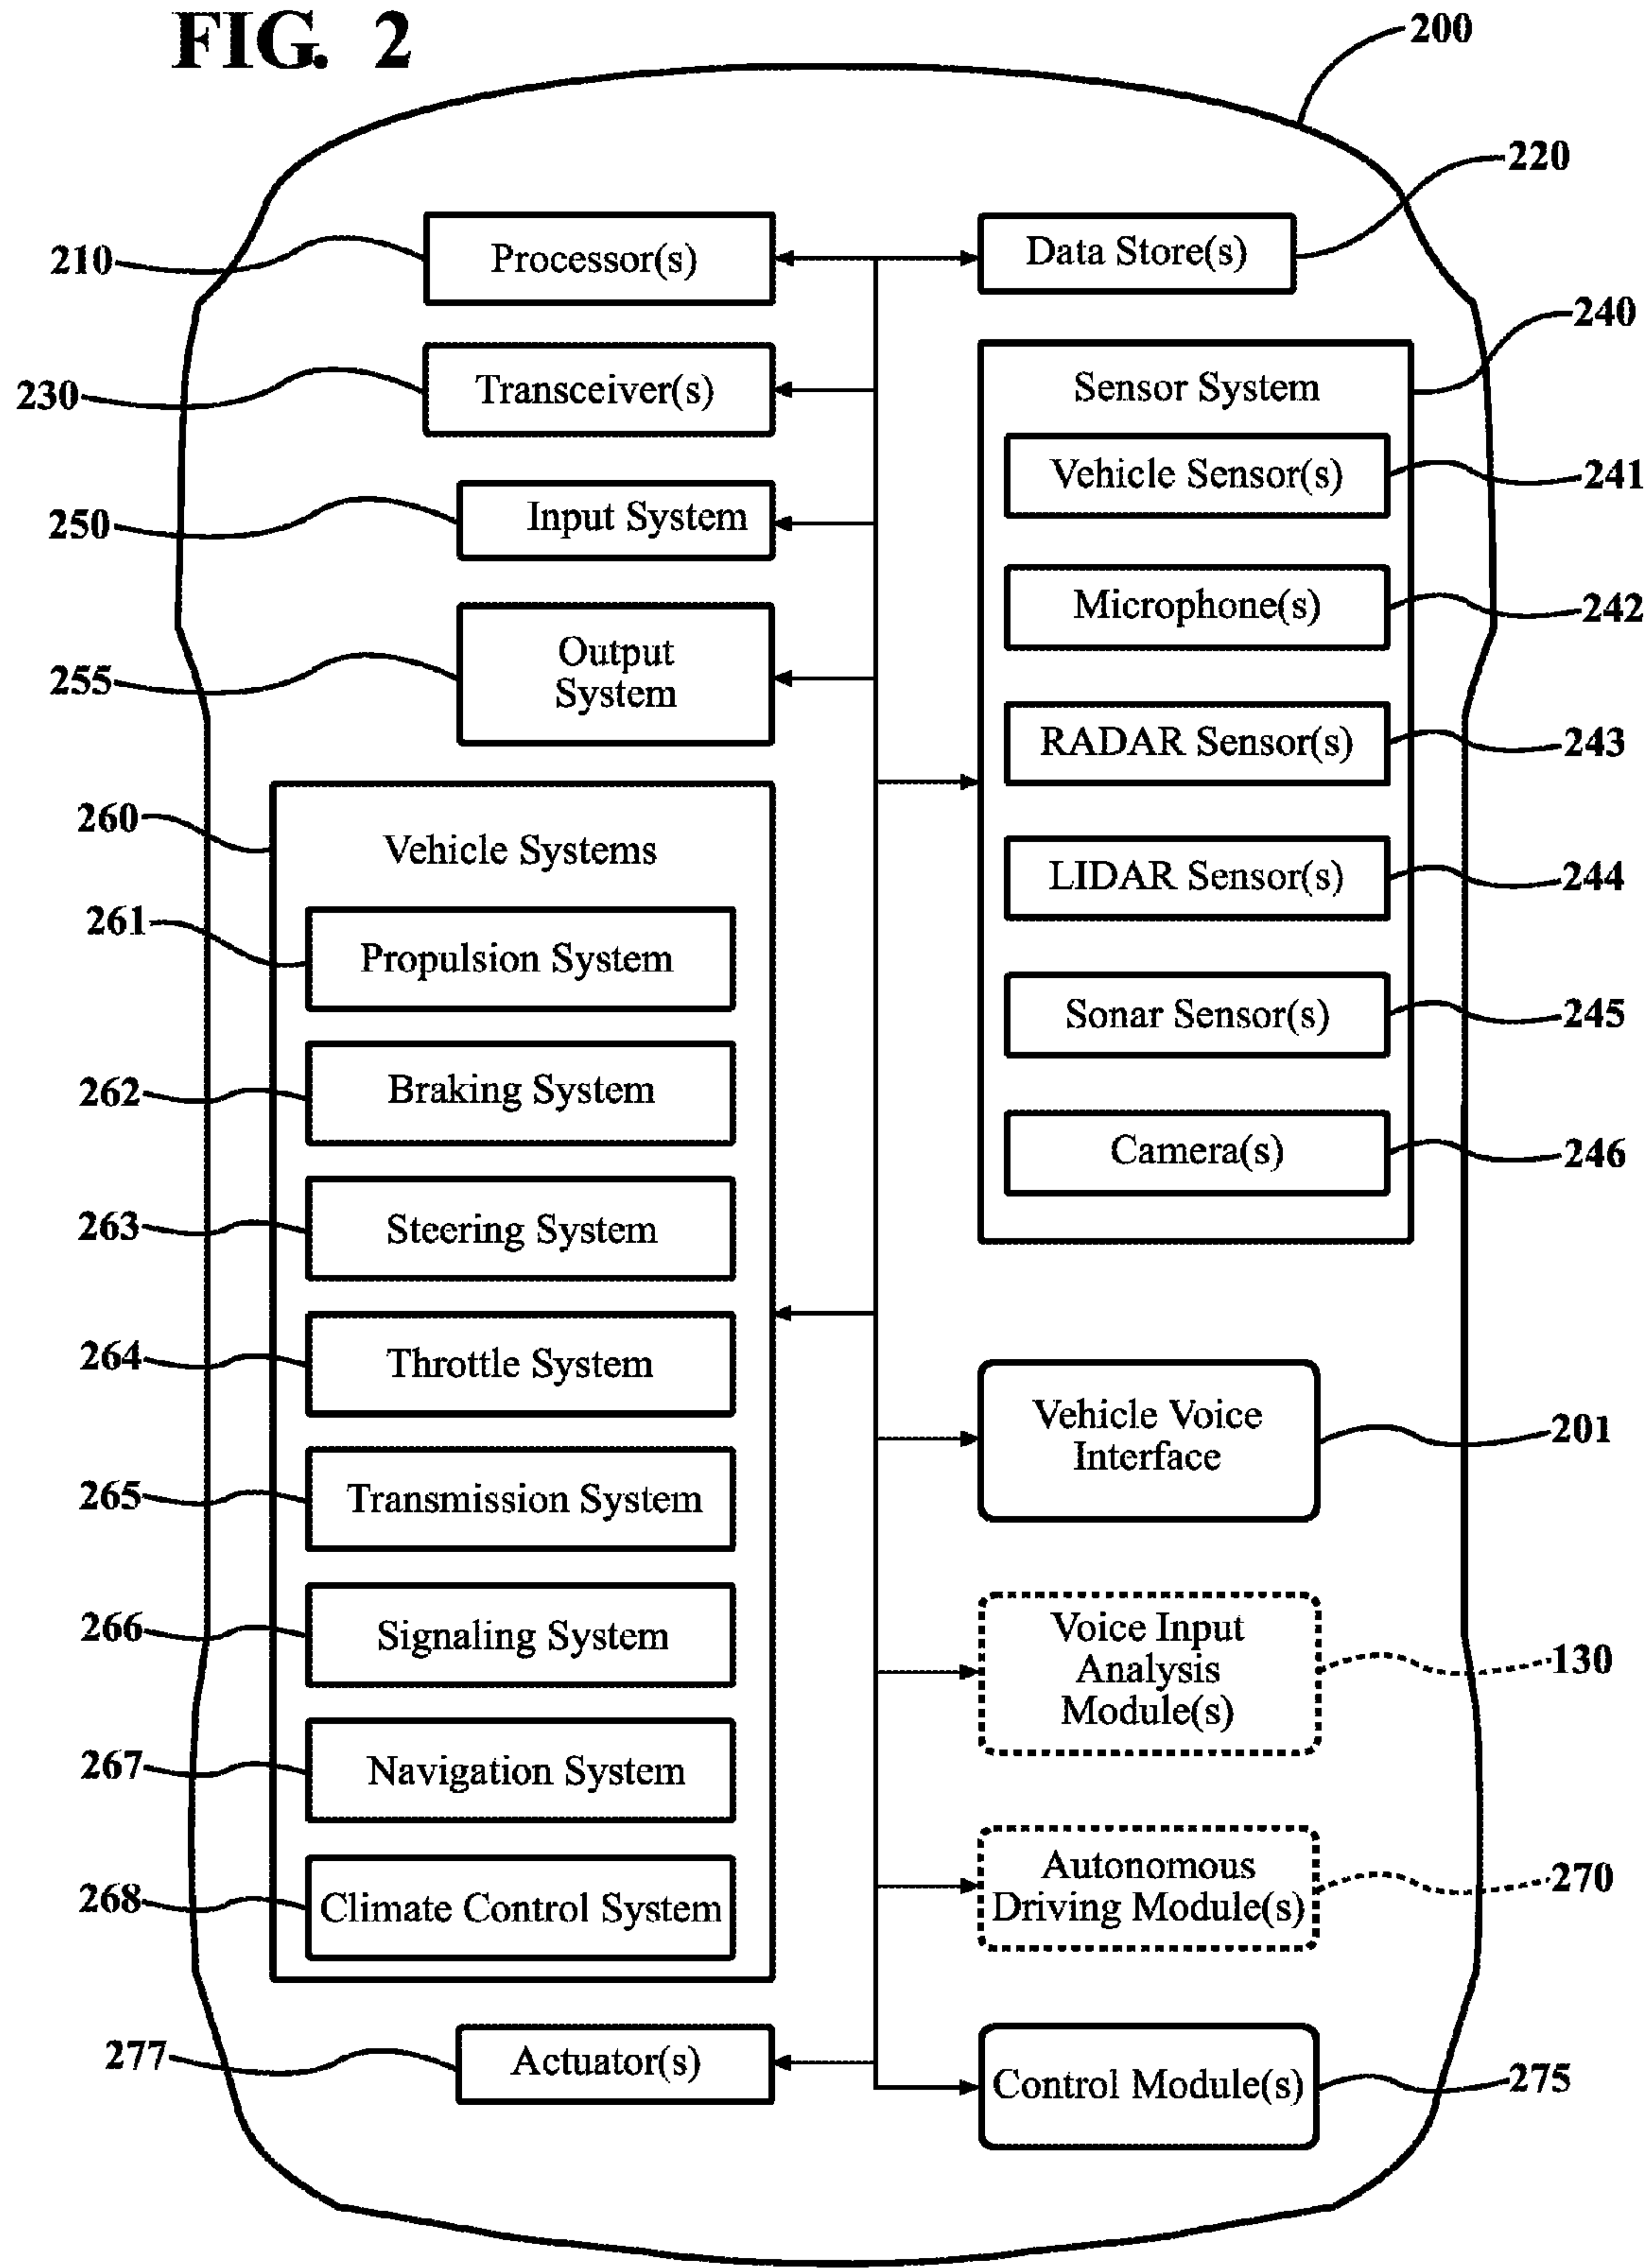 FIG. 2
200
220
210
Processor(s)
Data Store(s)
240
230
Transceiver(s)
Sensor System
Vehicle Sensor(s)
241
250
Input System
Microphone(s)
242
255
Output
System
RADAR Sensor(s)
243
260
Vehicle Systems
LIDAR Sensor(s)
244
261
Propulsion System
Sonar Sensor(s)
245
262
Braking System
Camera(s)
246
263
Steering System
264
Throttle System
Vehicle Voice
Interface
201
265
Transmission System
266
Signaling System
Voice Input
Analysis
Module(s)
130
267
Navigation System
268
Climate Control System
Autonomous
Driving Module(s)
270
277
Actuator(s)
Control Module(s)
275